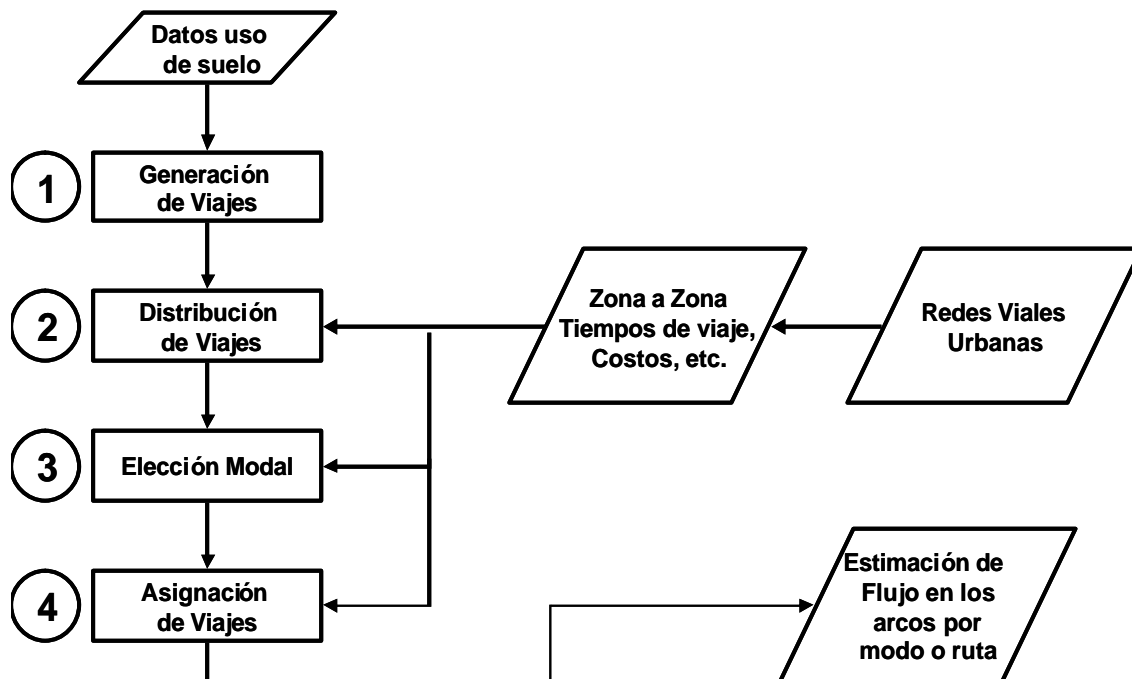 Datos uso
de suelo
1
Generación
de Viajes
2
Distribución
de Viajes
Zona a Zona
Tiempos de viaje,
Costos, etc.
Redes Viales
Urbanas
3
Elección Modal
4
Asignación
de Viajes
Estimación de
Flujo en los
arcos por
modo o ruta